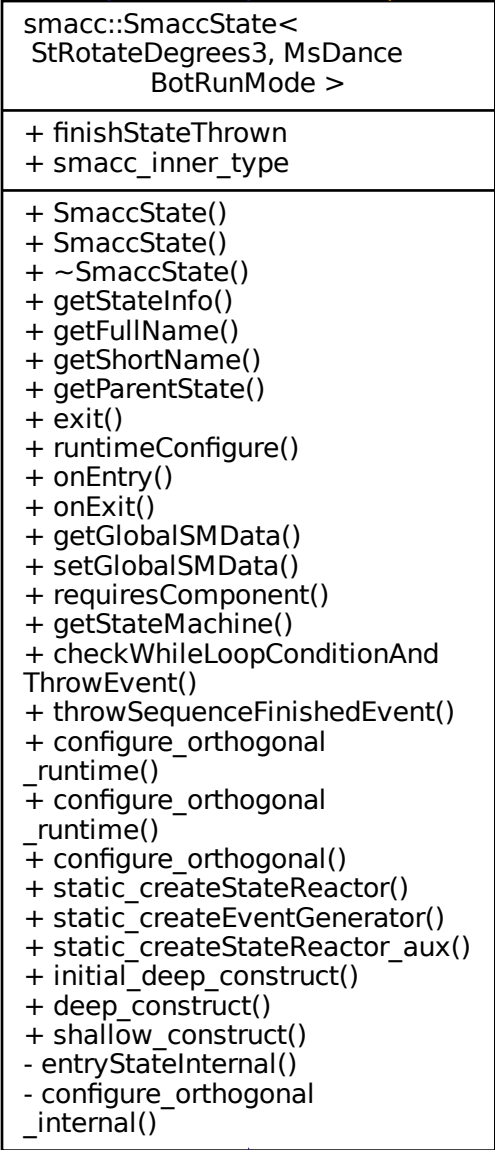 smacc::SmaccState<
StRotateDegrees3, MsDance
BotRunMode >
+ finishStateThrown
+ smacc_inner_type
+ SmaccState()
+ SmaccState()
+ ~SmaccState()
+ getStateInfo()
+ getFullName()
+ getShortName()
+ getParentState()
+ exit()
+ runtimeConfigure()
+ onEntry()
+ onExit()
+ getGlobalSMData()
+ setGlobalSMData()
+ requiresComponent()
+ getStateMachine()
+ checkWhileLoopConditionAnd
ThrowEvent()
+ throwSequenceFinishedEvent()
+ configure_orthogonal
_runtime()
+ configure_orthogonal
_runtime()
+ configure_orthogonal()
+ static_createStateReactor()
+ static_createEventGenerator()
+ static_createStateReactor_aux()
+ initial_deep_construct()
+ deep_construct()
+ shallow_construct()
- entryStateInternal()
- configure_orthogonal
_internal()